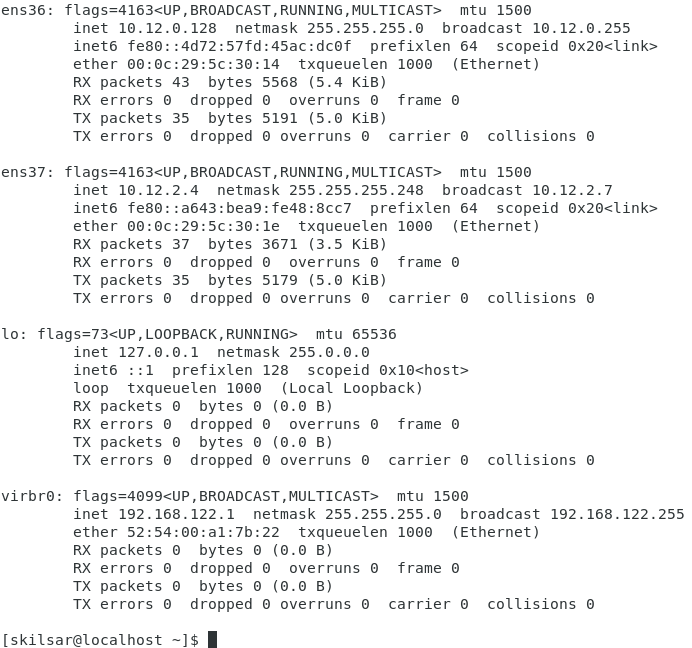 ens36: flags=4163<UP,BROADCAST,RUNNING,MULTICAST>  mtu 1500
        inet 10.12.0.128  netmask 255.255.255.0  broadcast 10.12.0.255
        inet6 fe80::4d72:57fd:45ac:dc0f  prefixlen 64  scopeid 0x20<link>
        ether 00:0c:29:5c:30:14  txqueuelen 1000  (Ethernet)
        RX packets 43  bytes 5568 (5.4 KiB)
        RX errors 0  dropped 0  overruns 0  frame 0
        TX packets 35  bytes 5191 (5.0 KiB)
        TX errors 0  dropped 0 overruns 0  carrier 0  collisions 0

ens37: flags=4163<UP,BROADCAST,RUNNING,MULTICAST>  mtu 1500
        inet 10.12.2.4  netmask 255.255.255.248  broadcast 10.12.2.7
        inet6 fe80::a643:bea9:fe48:8cc7  prefixlen 64  scopeid 0x20<link>
        ether 00:0c:29:5c:30:1e  txqueuelen 1000  (Ethernet)
        RX packets 37  bytes 3671 (3.5 KiB)
        RX errors 0  dropped 0  overruns 0  frame 0
        TX packets 35  bytes 5179 (5.0 KiB)
        TX errors 0  dropped 0 overruns 0  carrier 0  collisions 0

lo: flags=73<UP,LOOPBACK,RUNNING>  mtu 65536
        inet 127.0.0.1  netmask 255.0.0.0
        inet6 ::1  prefixlen 128  scopeid 0x10<host>
        loop  txqueuelen 1000  (Local Loopback)
        RX packets 0  bytes 0 (0.0 B)
        RX errors 0  dropped 0  overruns 0  frame 0
        TX packets 0  bytes 0 (0.0 B)
        TX errors 0  dropped 0 overruns 0  carrier 0  collisions 0

virbr0: flags=4099<UP,BROADCAST,MULTICAST>  mtu 1500
        inet 192.168.122.1  netmask 255.255.255.0  broadcast 192.168.122.255
        ether 52:54:00:a1:7b:22  txqueuelen 1000  (Ethernet)
        RX packets 0  bytes 0 (0.0 B)
        RX errors 0  dropped 0  overruns 0  frame 0
        TX packets 0  bytes 0 (0.0 B)
        TX errors 0  dropped 0 overruns 0  carrier 0  collisions 0

[skilsar@localhost ~]$